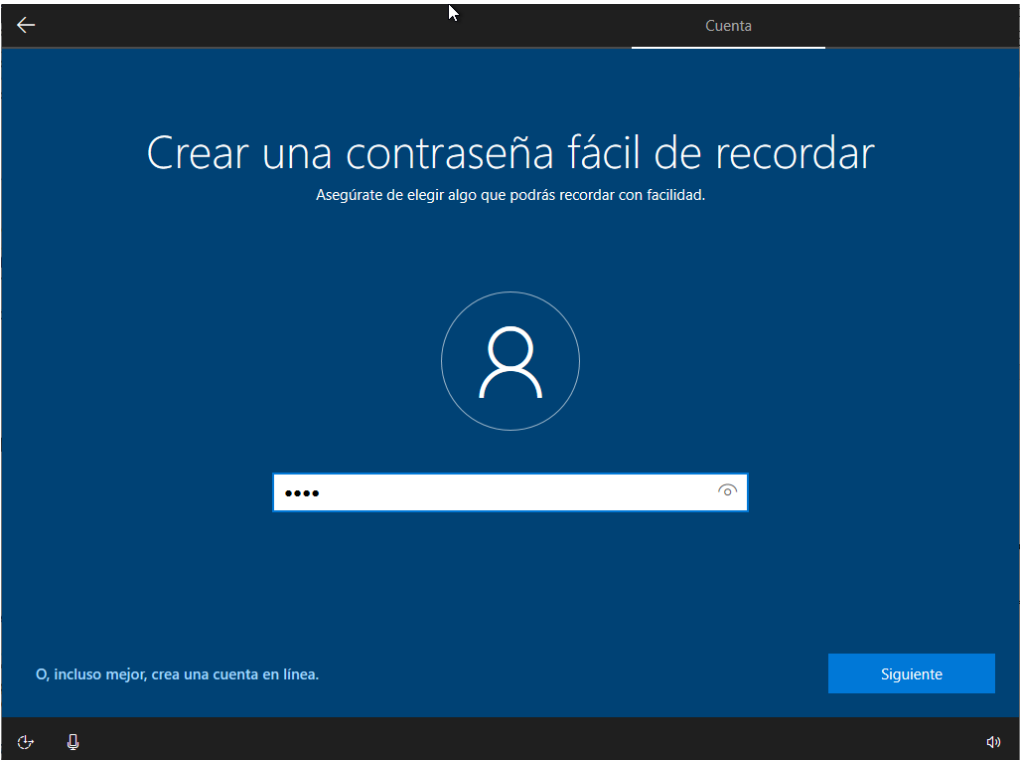 Cuenta
Crear una contraseña fácil de recordar
Asegúrate de elegir algo que podrás recordar con facilidad.
••••
O, incluso mejor, crea una cuenta en línea.
Siguiente